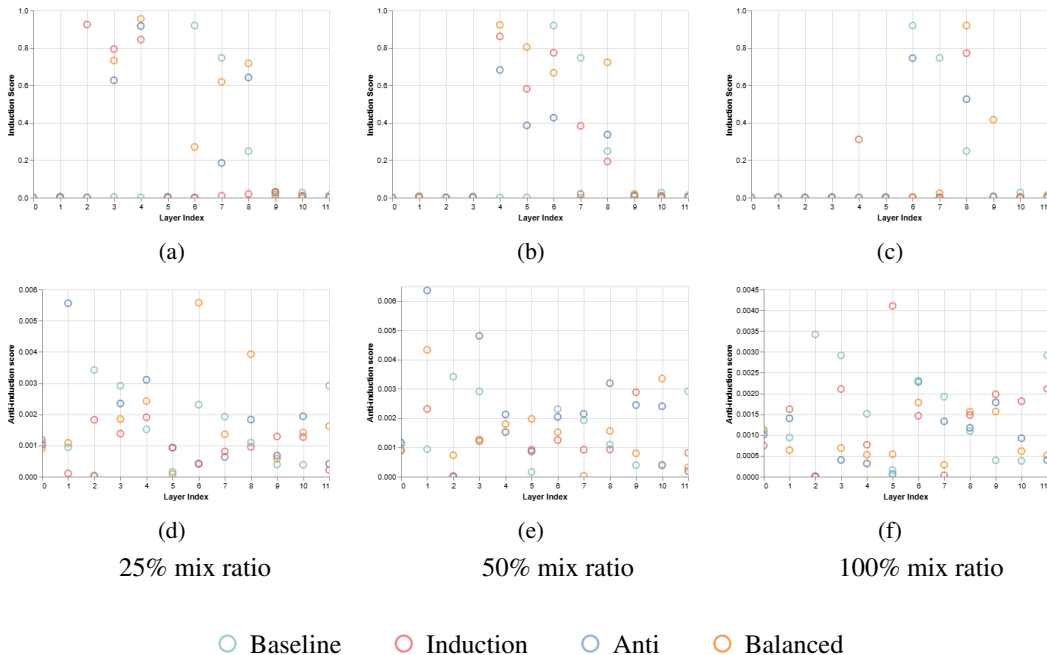 1.0
0.8
0.6
0.4
0.2
0.0
Induction Score
0 1 2 3 4 5 6 7 8 9 10 11
Layer Index
(a)
1.0
0.8
0.6
0.4
0.2
0.0
Induction Score
0 1 2 3 4 5 6 7 8 9 10 11
Layer Index
(b)
1.0
0.8
0.6
0.4
0.2
0.0
Induction Score
0 1 2 3 4 5 6 7 8 9 10 11
Layer Index
(c)
0.006
0.005
0.004
0.003
0.002
0.001
0.000
Anti-induction score
0 1 2 3 4 5 6 7 8 9 10 11
Layer Index
(d)
25% mix ratio
0.006
0.005
0.004
0.003
0.002
0.001
0.000
Anti-induction score
0 1 2 3 4 5 6 7 8 9 10 11
Layer Index
(e)
50% mix ratio
0.0045
0.0040
0.0035
0.0030
0.0025
0.0020
0.0015
0.0010
0.0005
0.0000
Anti-induction score
0 1 2 3 4 5 6 7 8 9 10 11
Layer Index
(f)
100% mix ratio
Baseline Induction Anti Balanced